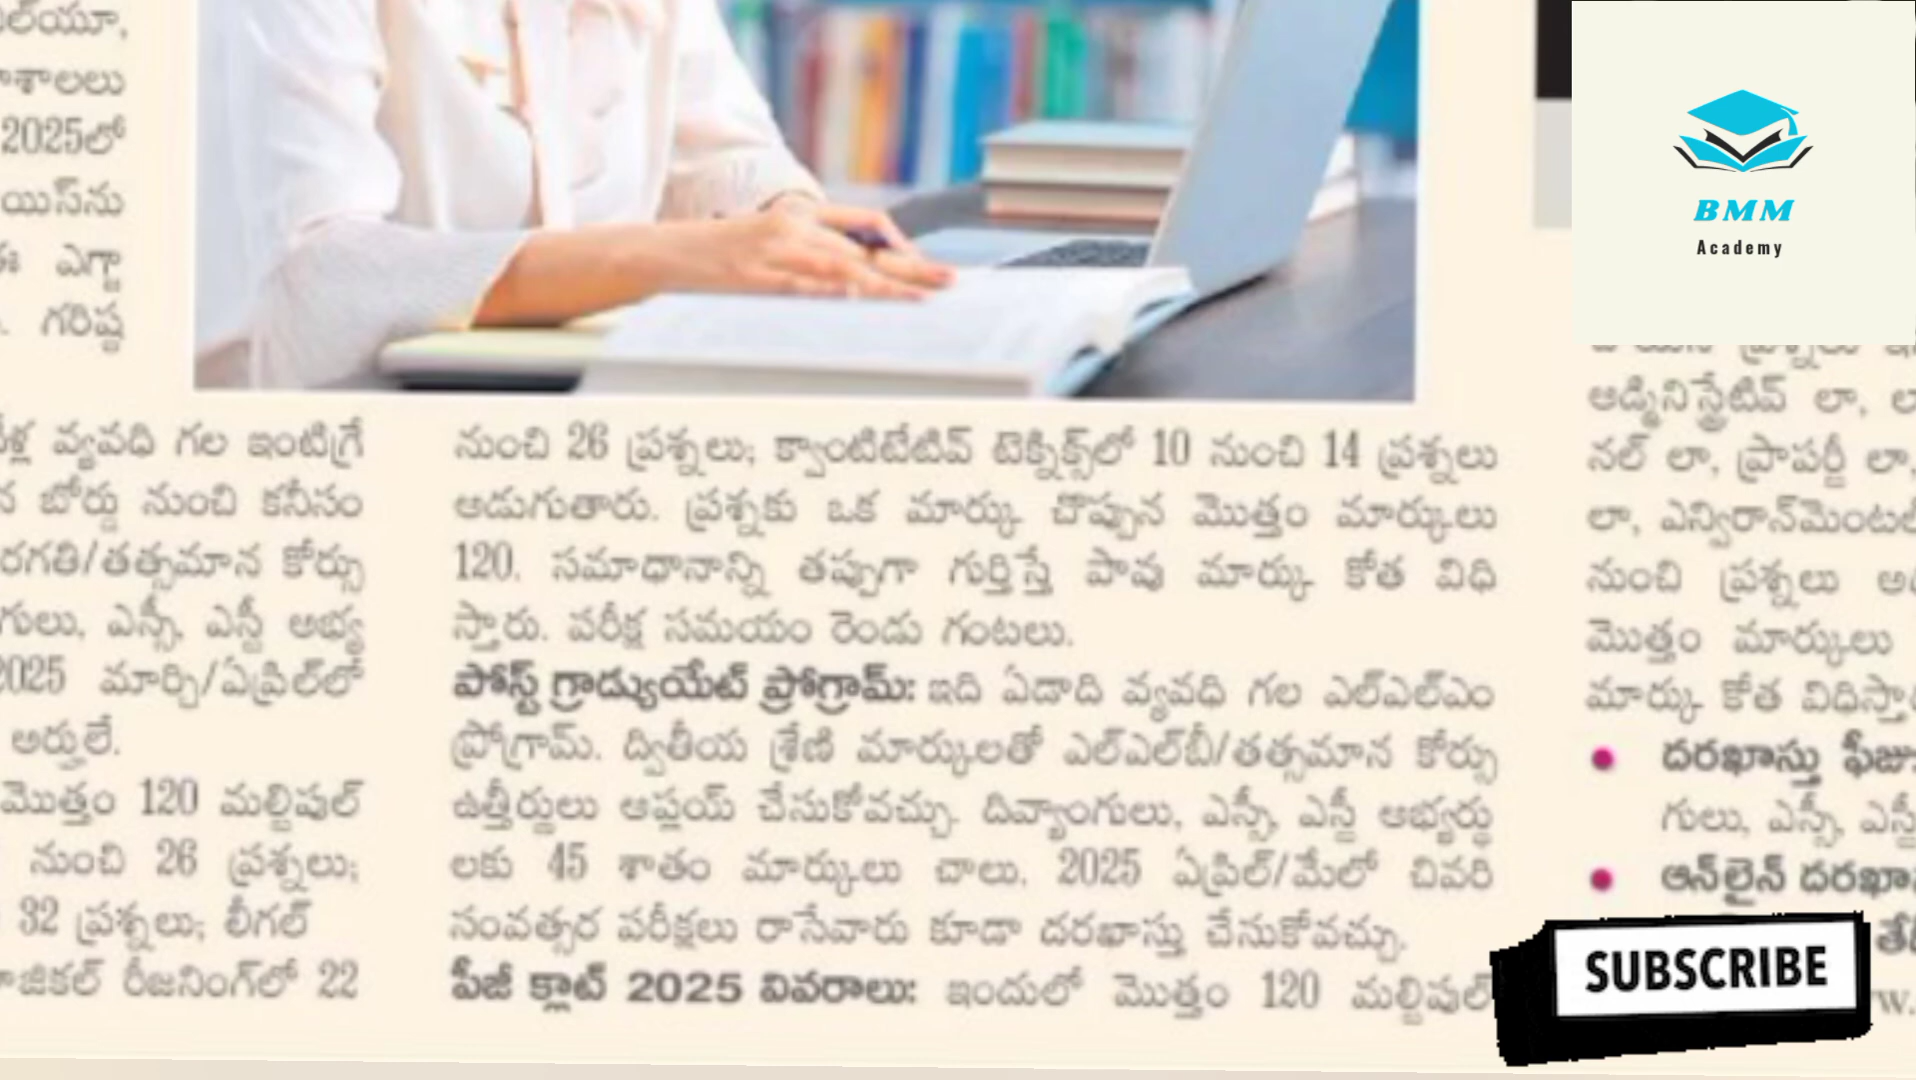 2025లో
ఎగ్జా
గరిష్ఠ
వ్యవధి గల ఇంటిగ్రే
బోర్డు నుంచి కనీసం
రగతి/తత్సమాన కోర్సు
గులు, ఎస్సీ, ఎస్టీ అభ్య
2025 మార్చి/ఏప్రిల్‌లో
అర్హులే.
మొత్తం 120 మల్టిపుల్
నుంచి 26 ప్రశ్నలు;
32 ప్రశ్నలు; లీగల్
రీజనింగ్‌లో 22
నుంచి 26 ప్రశ్నలు; క్వాంటిటేటివ్ టెక్నిక్స్‌లో 10 నుంచి 14 ప్రశ్నలు
అడుగుతారు. ప్రశ్నకు ఒక మార్కు చొప్పున మొత్తం మార్కులు
120. సమాధానాన్ని తప్పుగా గుర్తిస్తే పావు మార్కు కోత విధి
స్తారు. పరీక్ష సమయం రెండు గంటలు.
పోస్ట్ గ్రాడ్యుయేట్ ప్రోగ్రామ్: ఇది ఏడాది వ్యవధి గల ఎల్ఎల్ఎం
ప్రోగ్రామ్. ద్వితీయ శ్రేణి మార్కులతో ఎల్ఎల్‌బీ/తత్సమాన కోర్సు
ఉత్తీర్ణులు అప్లయ్ చేసుకోవచ్చు. దివ్యాంగులు, ఎస్సీ, ఎస్టీ అభ్యర్థు
లకు 45 శాతం మార్కులు చాలు. 2025 ఏప్రిల్/మేలో చివరి
సంవత్సర పరీక్షలు రాసేవారు కూడా దరఖాస్తు చేసుకోవచ్చు.
పీజీ క్లాట్ 2025 వివరాలు: ఇందులో మొత్తం 120 మల్టిపుల్
BMM
Academy
ఆడ్మినిస్ట్రేటివ్ లా,
నల్ లా, ప్రాపర్టీ లా,
లా, ఎన్విరాన్‌మెంటల్
నుంచి ప్రశ్నలు
మొత్తం మార్కులు
మార్కు కోత
దరఖాస్తు
గులు, ఎస్సీ, ఎస్టీ
ఆన్‌లైన్
SUBSCRIBE